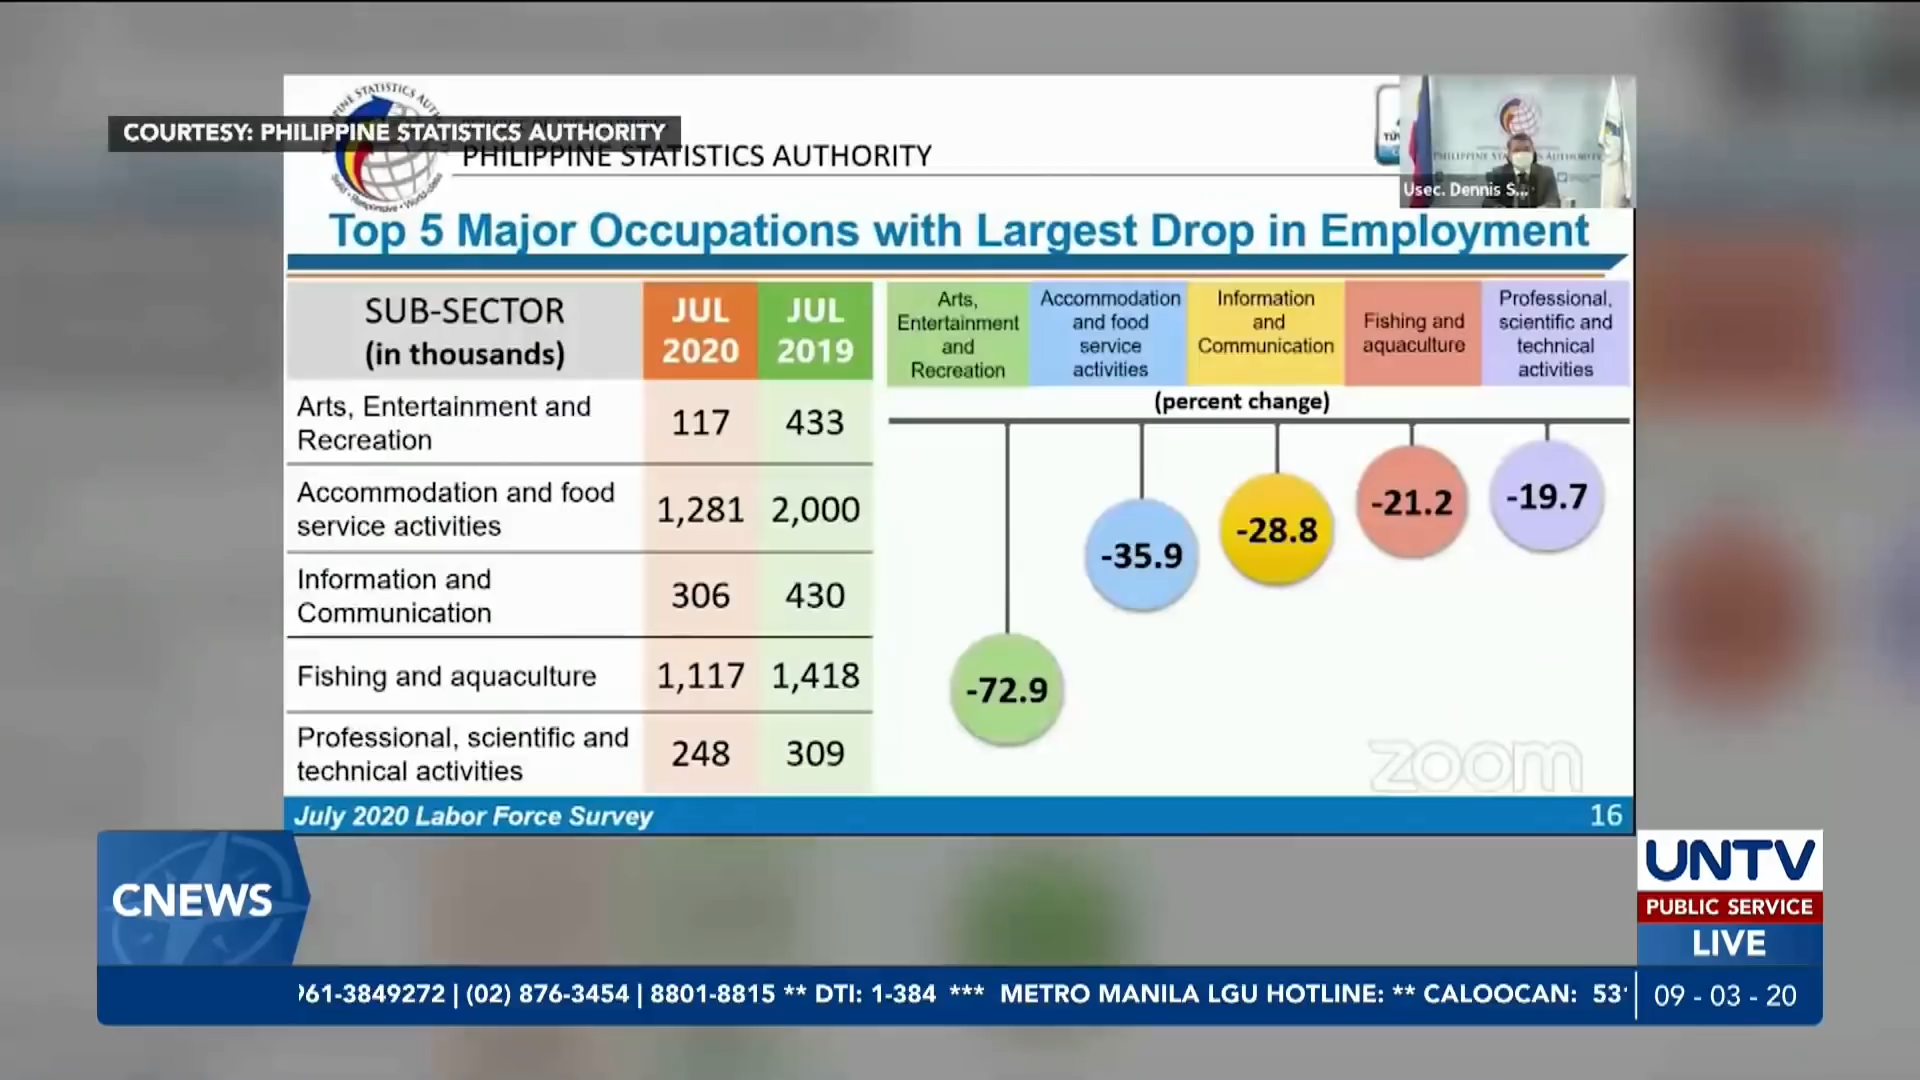 COURTESY: PHILIPPINE STATISTICS AUTHORITY
PHILIPPINE STATISTICS AUTHORITY
Usec. Dennis S...
Top 5 Major Occupations with Largest Drop in Employment
SUB-SECTOR
(in thousands)
JUL
2020
JUL
2019
Arts, Entertainment and
Recreation
117
433
Accommodation and food
service activities
1,281
2,000
Information and
Communication
306
430
Fishing and aquaculture
1,117
1,418
Professional, scientific and
technical activities
248
309
Arts,
Entertainment
and
Recreation
Accommodation
and food
service
activities
Information
and
Communication
Fishing and
aquaculture
Professional,
scientific and
technical
activities
(percent change)
-72.9
-35.9
-28.8
-21.2
-19.7
zoom
July 2020 Labor Force Survey
16
CNEWS
UNTV
PUBLIC SERVICE
LIVE
961-3849272 | (02) 876-3454 | 8801-8815 ** DTI: 1-384 *** METRO MANILA LGU HOTLINE: ** CALOOCAN: 53
09 - 03 - 20